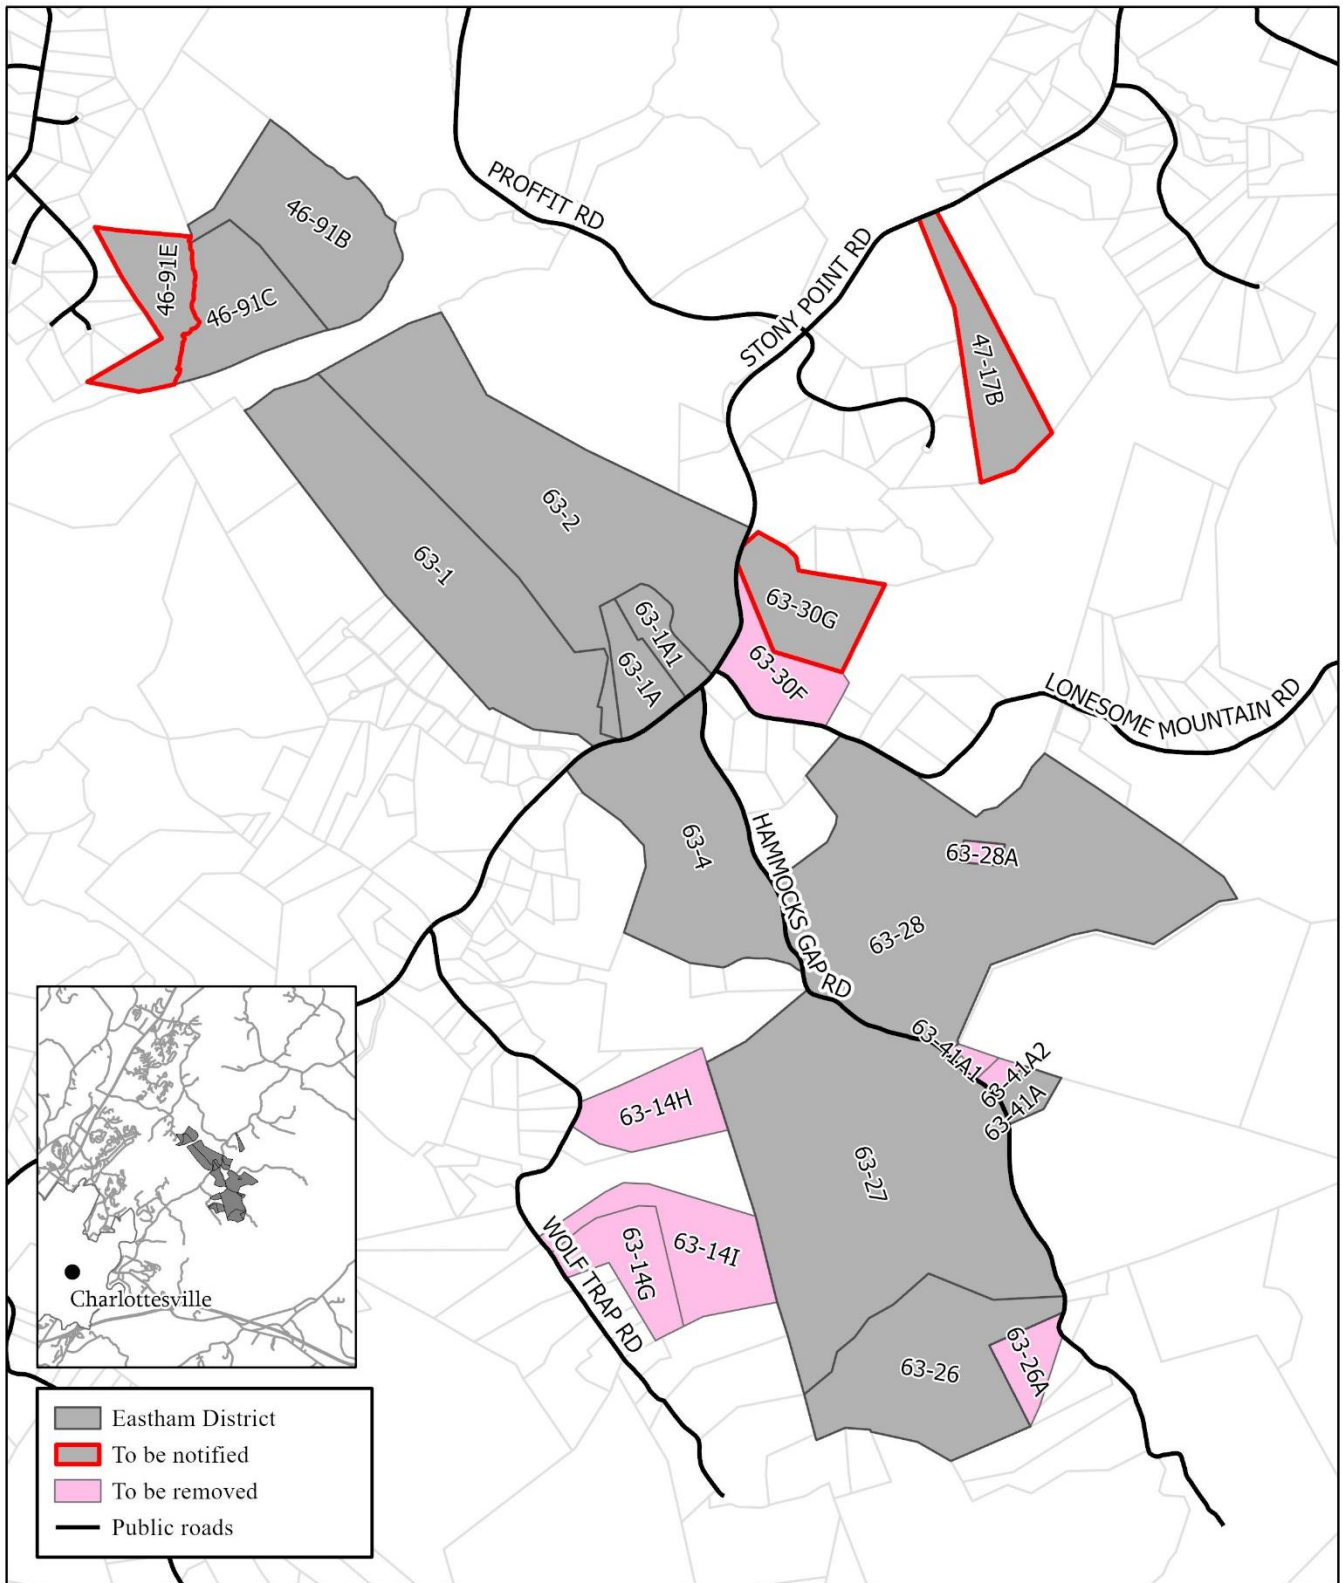 PROFFIT RD
STONY POINT RD
46-91B
46-91E
46-91C
47-17B
63-2
63-1
63-1A1
63-1A
63-30G
63-30F
LONESOME MOUNTAIN RD
63-4
HAMMOCKS GAP RD
63-28A
63-28
63-41A1
63-41A2
63-41A
63-14H
63-27
63-14I
63-14G
WOLF TRAP RD
63-26
63-26A
Charlottesville
Eastham District
To be notified
To be removed
Public roads